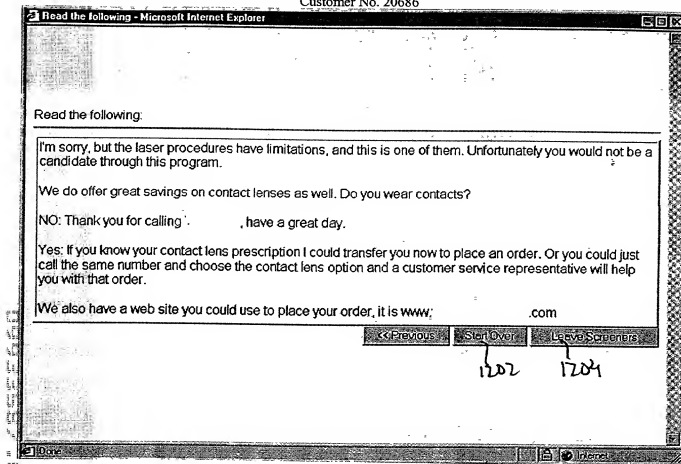 Customer No. 20686
Read the following - Microsoft Internet Explorer
Read the following:
I'm sorry, but the laser procedures have limitations, and this is one of them. Unfortunately you would not be a
candidate through this program.
We do offer great savings on contact lenses as well. Do you wear contacts?
NO: Thank you for calling , have a great day.
Yes: If you know your contact lens prescription I could transfer you now to place an order. Or you could just
call the same number and choose the contact lens option and a customer service representative will help
you with that order.
We also have a web site you could use to place your order, it is www. .com
<< Previous Start Over Leave Screeners
1202 1204
Done Internet